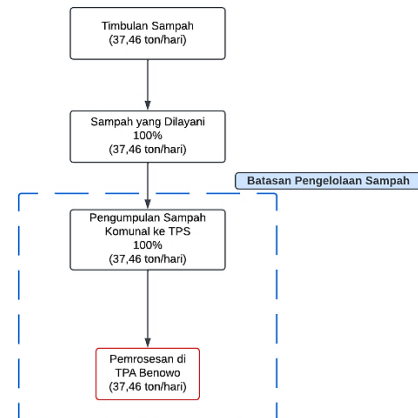 Timbulan Sampah
(37,46 ton/hari)
Sampah yang Dilayani
100%
(37,46 ton/hari)
Batasan Pengelolaan Sampah
Pengumpulan Sampah
Komunal ke TPS
100%
(37,46 ton/hari)
Pemrosesan di
TPA Benowo
(37,46 ton/hari)